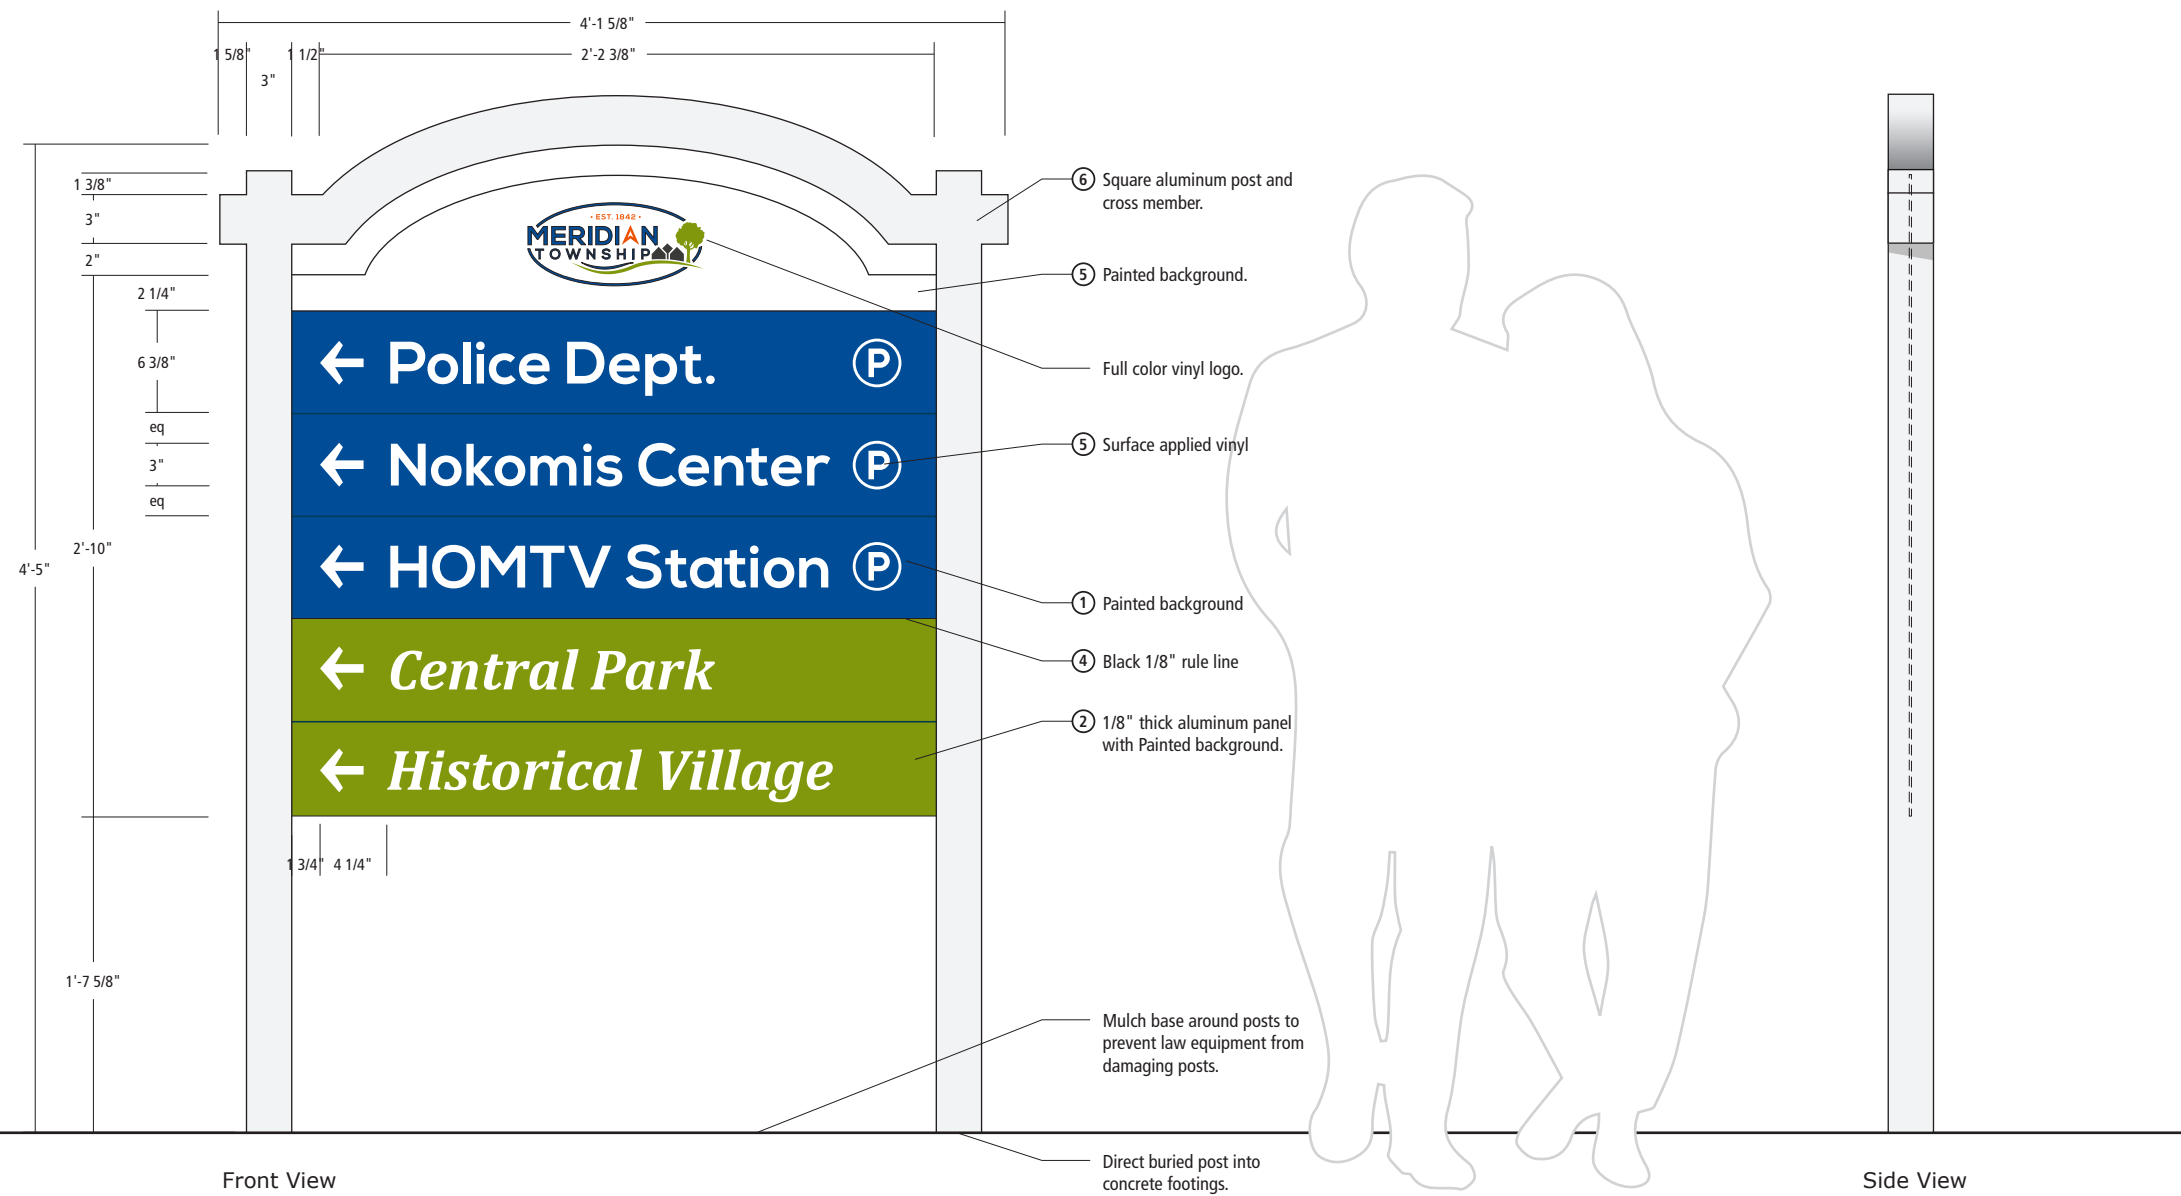 4'-1 5/8"
1 5/8"
1 1/2"
2'-2 3/8"
3"
1 3/8"
3"
2"
2 1/4"
6 3/8"
eq
3"
eq
2'-10"
4'-5"
1'-7 5/8"
1 3/4"
4 1/4"
· EST. 1842 ·
MERIDIAN
TOWNSHIP
← Police Dept. P
← Nokomis Center P
← HOMTV Station P
← Central Park
← Historical Village
6 Square aluminum post and
cross member.
5 Painted background.
Full color vinyl logo.
5 Surface applied vinyl
1 Painted background
4 Black 1/8" rule line
2 1/8" thick aluminum panel
with Painted background.
Mulch base around posts to
prevent law equipment from
damaging posts.
Direct buried post into
concrete footings.
Front View
Side View